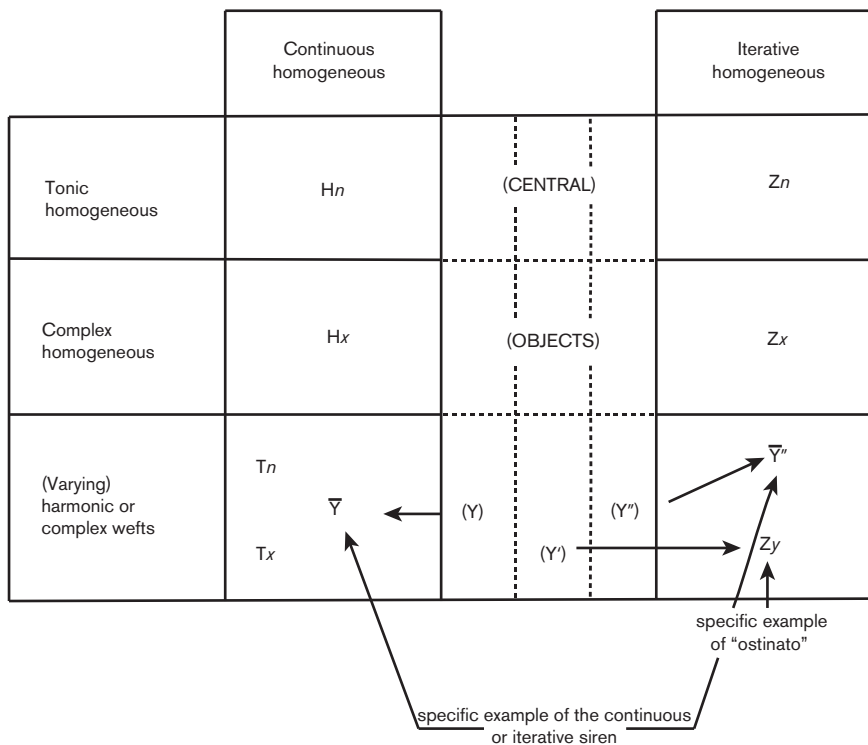 Continuous
homogeneous
Iterative
homogeneous
Tonic
homogeneous
Hn
(CENTRAL)
Zn
Complex
homogeneous
Hx
(OBJECTS)
Zx
(Varying)
harmonic or
complex wefts
Tn
Y̅
Tx
(Y)
(Y')
(Y″)
Y̅″
Zy
specific example
of “ostinato”
specific example of the continuous
or iterative siren